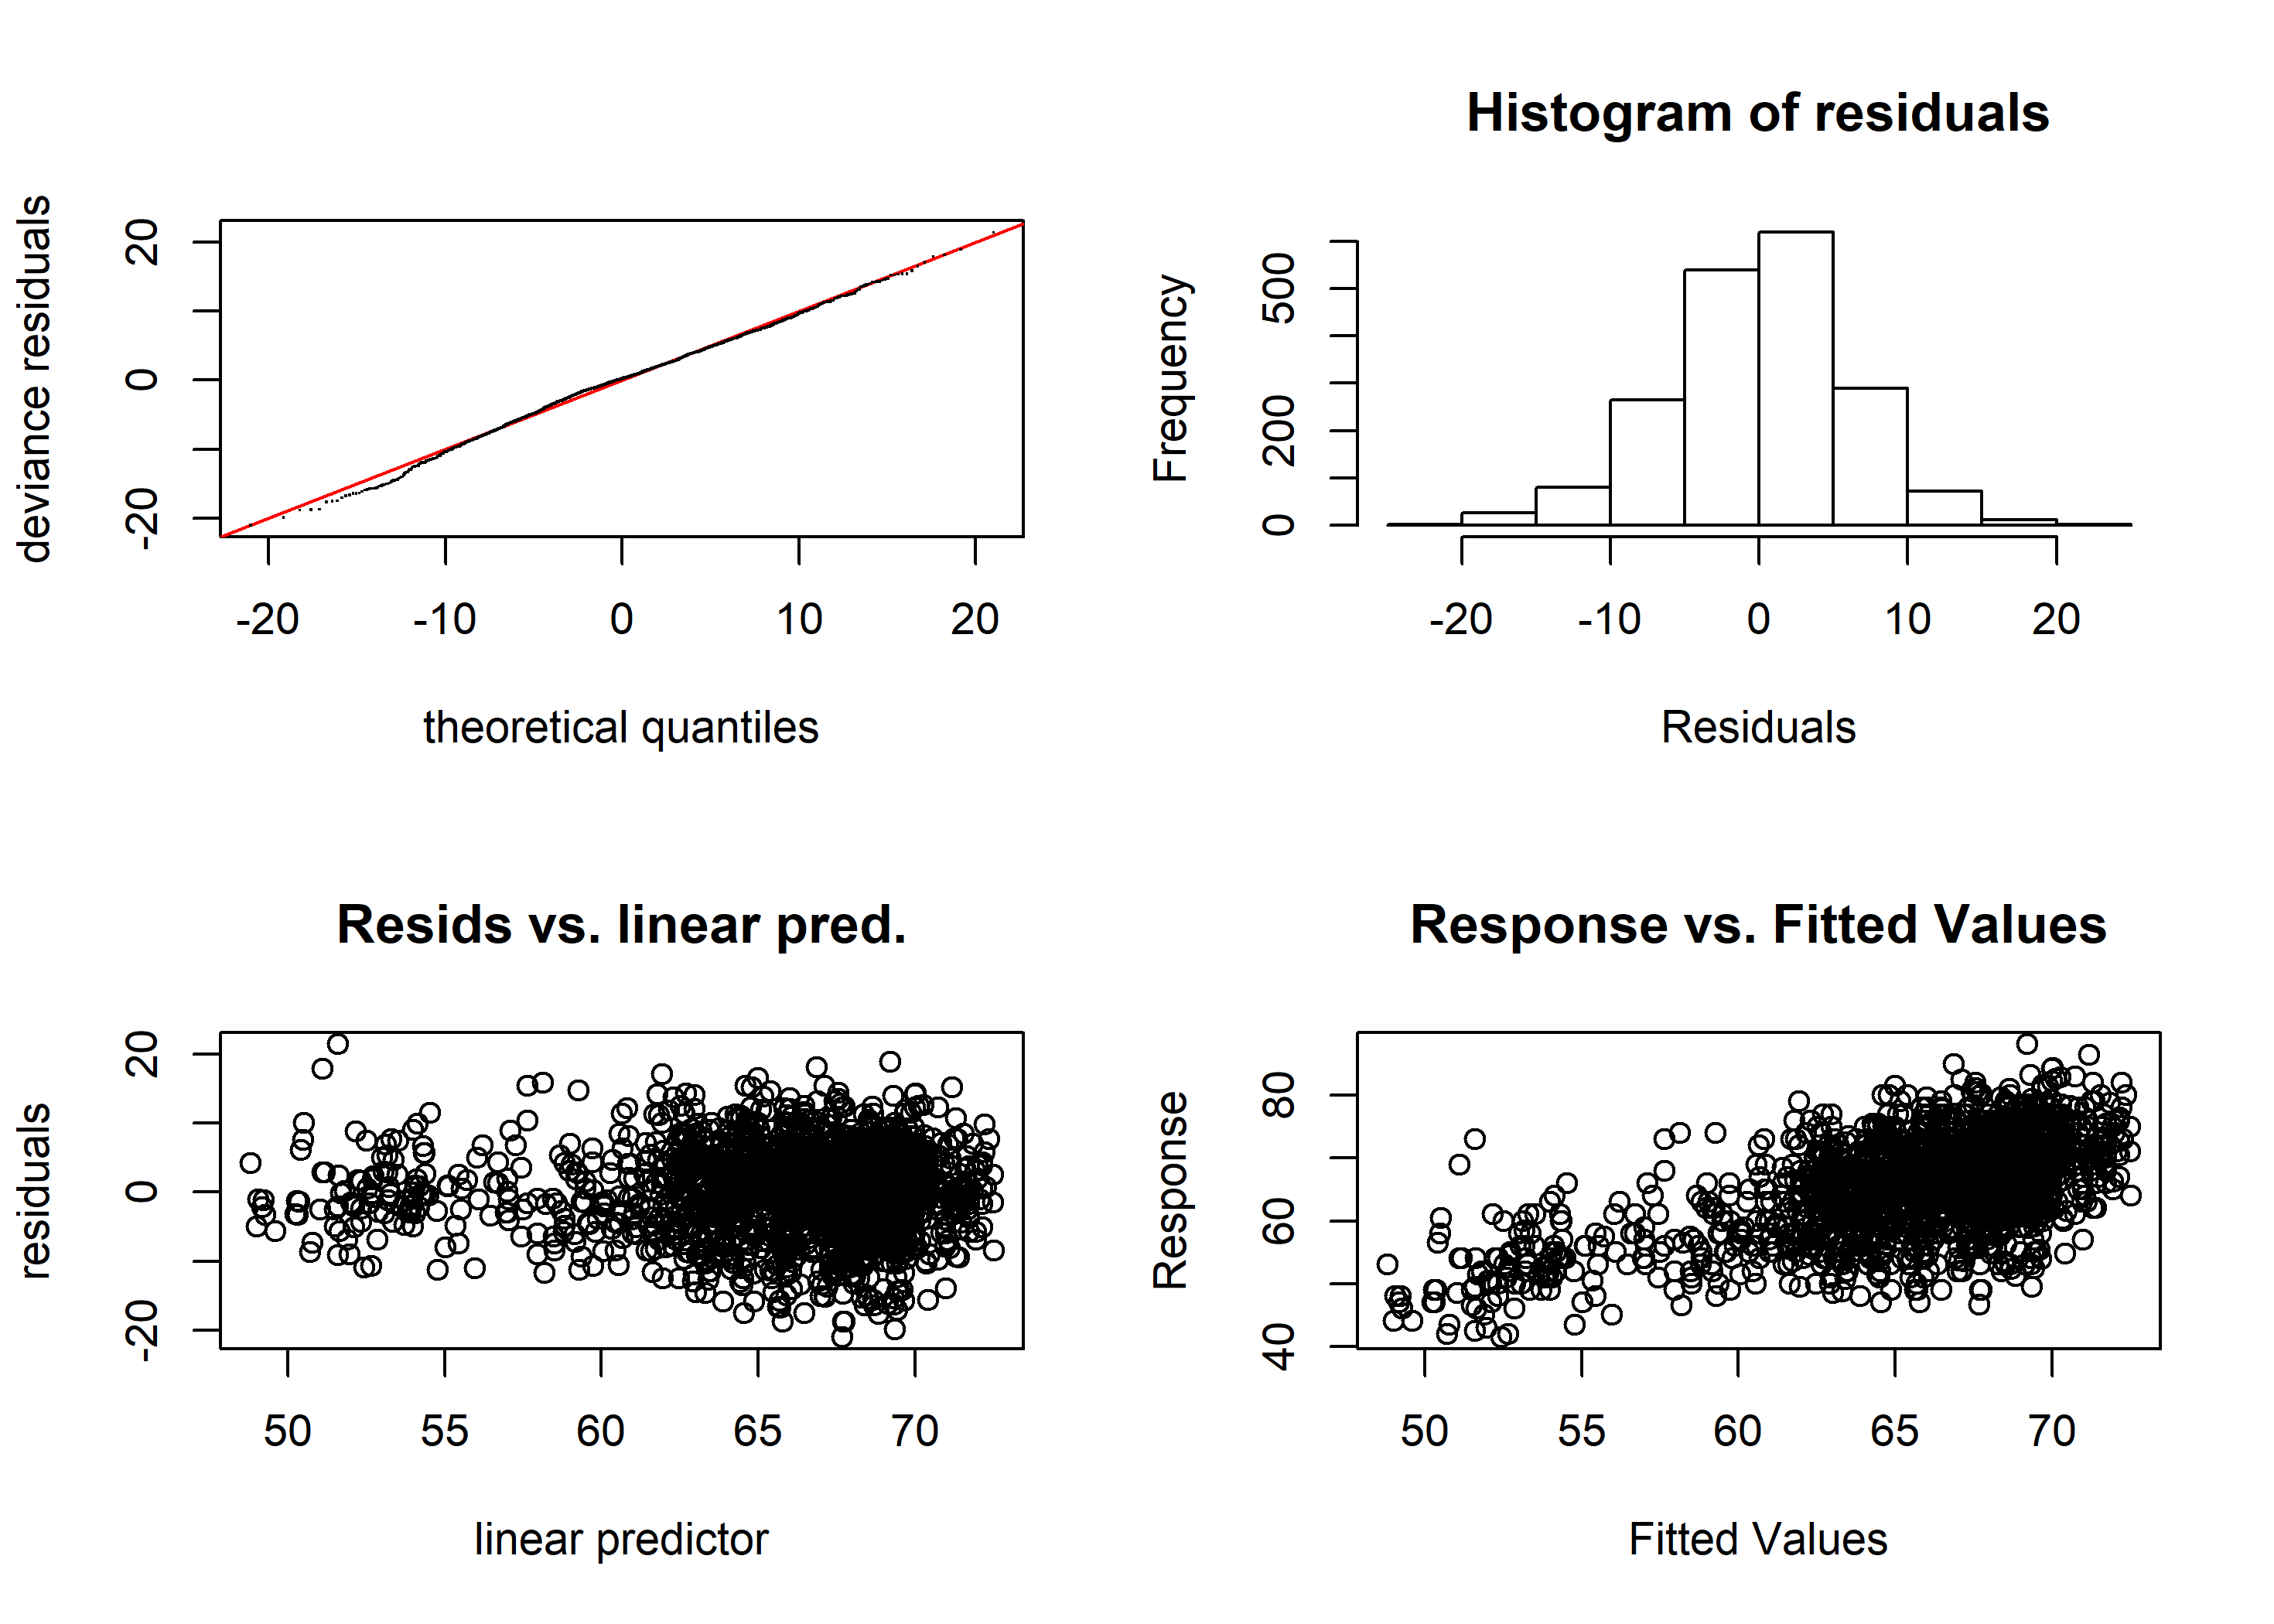 deviance residuals
20
0
-20
-20 -10 0 10 20
theoretical quantiles
Histogram of residuals
Frequency
500
200
0
-20 -10 0 10 20
Residuals
Resids vs. linear pred.
residuals
20
0
-20
50 55 60 65 70
linear predictor
Response vs. Fitted Values
Response
80
60
40
50 55 60 65 70
Fitted Values